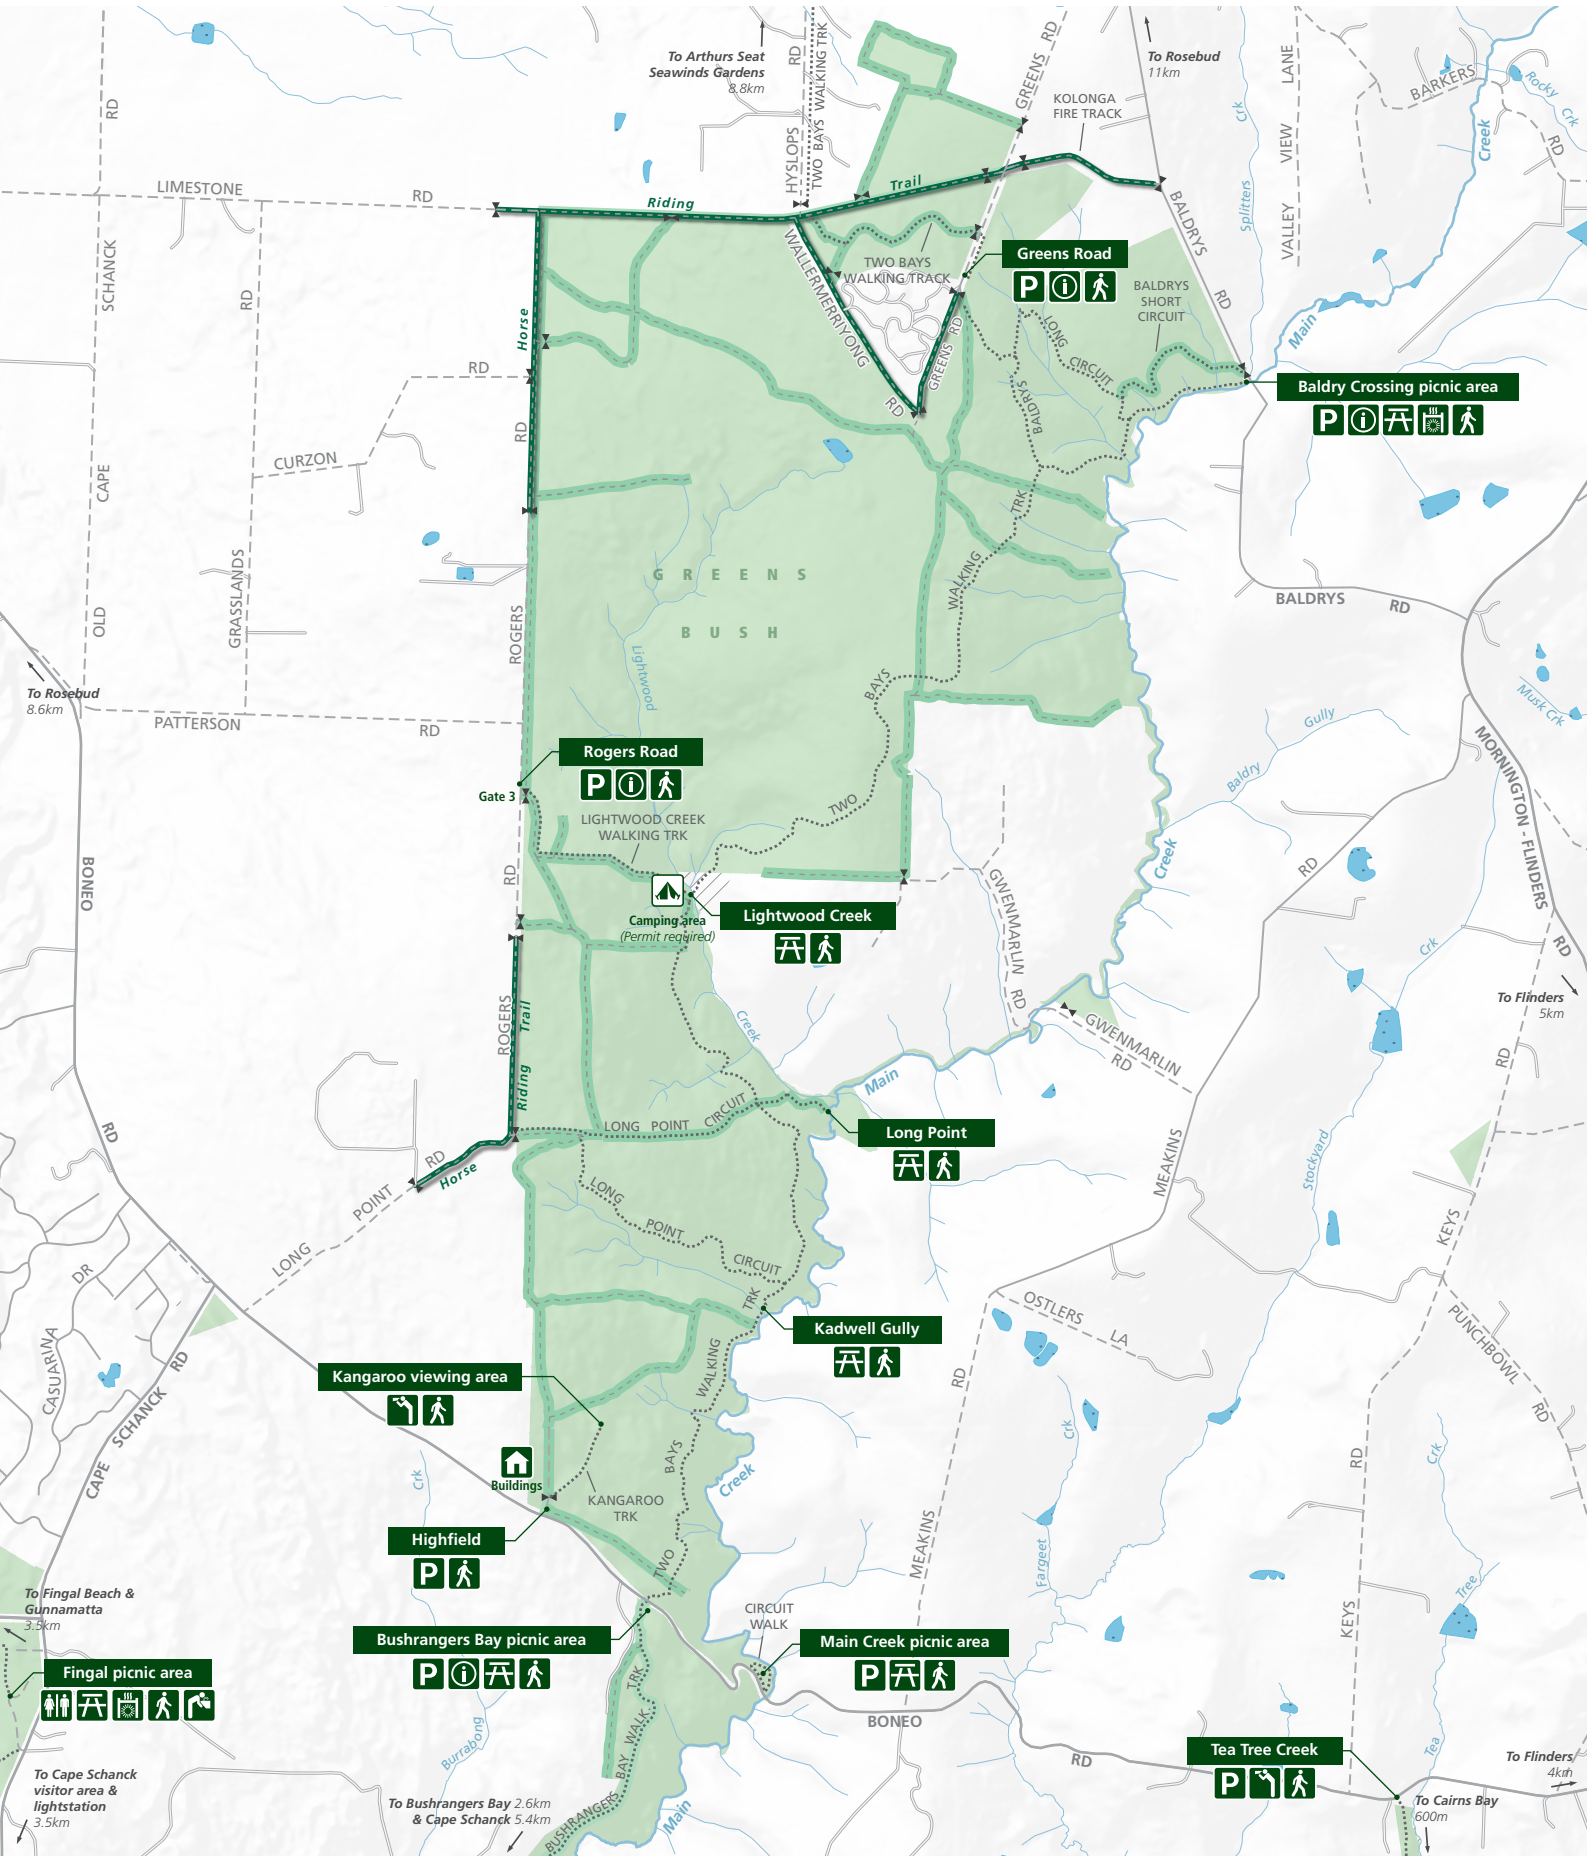 To Arthurs Seat
Seawinds Gardens
8.8km
HYSLOPS RD
TWO BAYS WALKING TRK
GREENS RD
KOLONGA
FIRE TRACK
To Rosebud
11km
Crk
Splitters
VALLEY VIEW LANE
BARKERS
RD
Rocky Crk
Main
Creek
LIMESTONE RD
Riding
Trail
OLD CAPE SCHANCK RD
GRASSLANDS RD
Horse
WALLERMERRIYONG RD
TWO BAYS
WALKING TRACK
GREENS RD
Greens Road
P
i
BALDRYS
SHORT
CIRCUIT
BALDRYS RD
LONG CIRCUIT
BALDRYS
Baldry Crossing picnic area
P
i
RD
CURZON
RD
GREENS
BUSH
ROGERS
WALKING TRK
BALDRYS RD
Lightwood
To Rosebud
8.6km
PATTERSON RD
Rogers Road
P
i
Gate 3
BAYS
TWO
LIGHTWOOD CREEK
WALKING TRK
Gully
Baldry
Creek
Musk Crk
MORNINGTON - FLINDERS
RD
RD
BONEO
RD
RD
Camping area
(Permit required)
Lightwood Creek
GWENMARLIN RD
GWENMARLIN
RD
Crk
Stockyard
To Flinders
5km
ROGERS
Riding Trail
Creek
Main
LONG POINT CIRCUIT
Long Point
RD
Horse
LONG POINT
MEAKINS
RD
KEYS
LONG POINT CIRCUIT
TRK
OSTLERS LA
PUNCHBOWL RD
DR
CASUARINA
CAPE SCHANCK RD
Kadwell Gully
Kangaroo viewing area
WALKING
RD
Buildings
KANGAROO
TRK
BAYS
Creek
Crk
Crk
Fargeet
RD
Crk
Highfield
P
TWO
MEAKINS
KEYS
Tree
To Fingal Beach &
Gunnamatta
3.5km
CIRCUIT
WALK
Bushrangers Bay picnic area
P
i
Main Creek picnic area
P
Fingal picnic area
BONEO
RD
Burrabong
BUSHRANGERS BAY WALK. TRK
Main
Tea Tree Creek
P
Tea
To Flinders
4km
To Cape Schanck
visitor area &
lightstation
3.5km
To Bushrangers Bay 2.6km
& Cape Schanck 5.4km
To Cairns Bay
600m